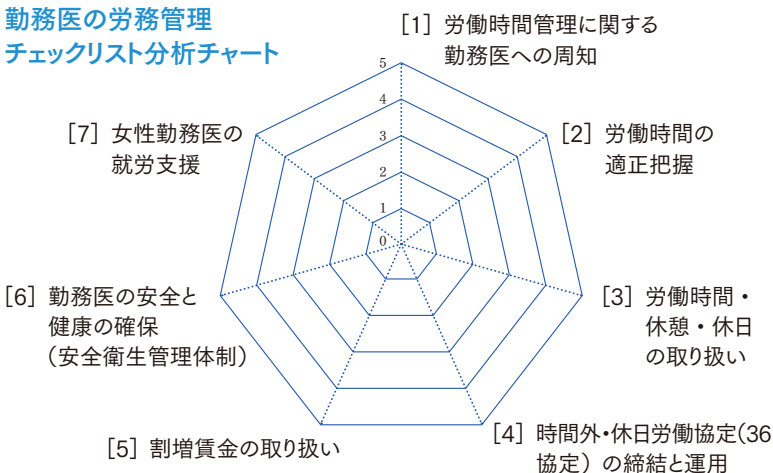 勤務医の労務管理
チェックリスト分析チャート
[1] 労働時間管理に関する
勤務医への周知
[2] 労働時間の
適正把握
[3] 労働時間・
休憩・休日
の取り扱い
[4] 時間外・休日労働協定(36
協定）の締結と運用
[5] 割増賃金の取り扱い
[6] 勤務医の安全と
健康の確保
（安全衛生管理体制）
[7] 女性勤務医の
就労支援
5
4
3
2
1
0